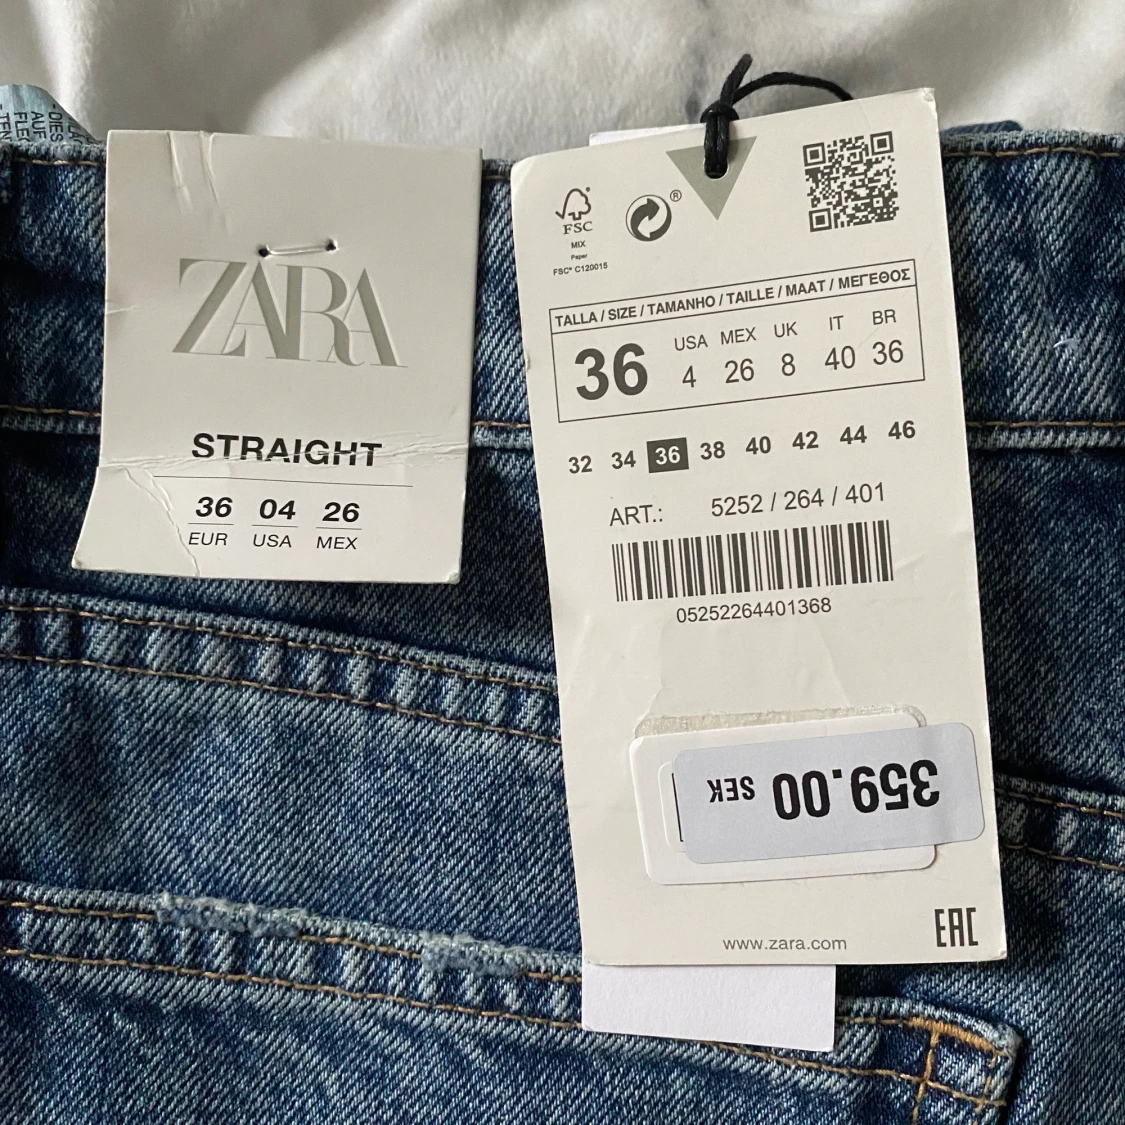 ZARA
STRAIGHT
36 04 26
EUR USA MEX
FSC®
MIX
Paper
FSC® C120015
®
TALLA / SIZE / TAMANHO / TAILLE / MAAT / ΜΕΓΕΘΟΣ
36
USA MEX UK IT BR
4 26 8 40 36
32 34 36 38 40 42 44 46
ART.: 5252 / 264 / 401
05252264401368
359.00 SEK
www.zara.com
EAC